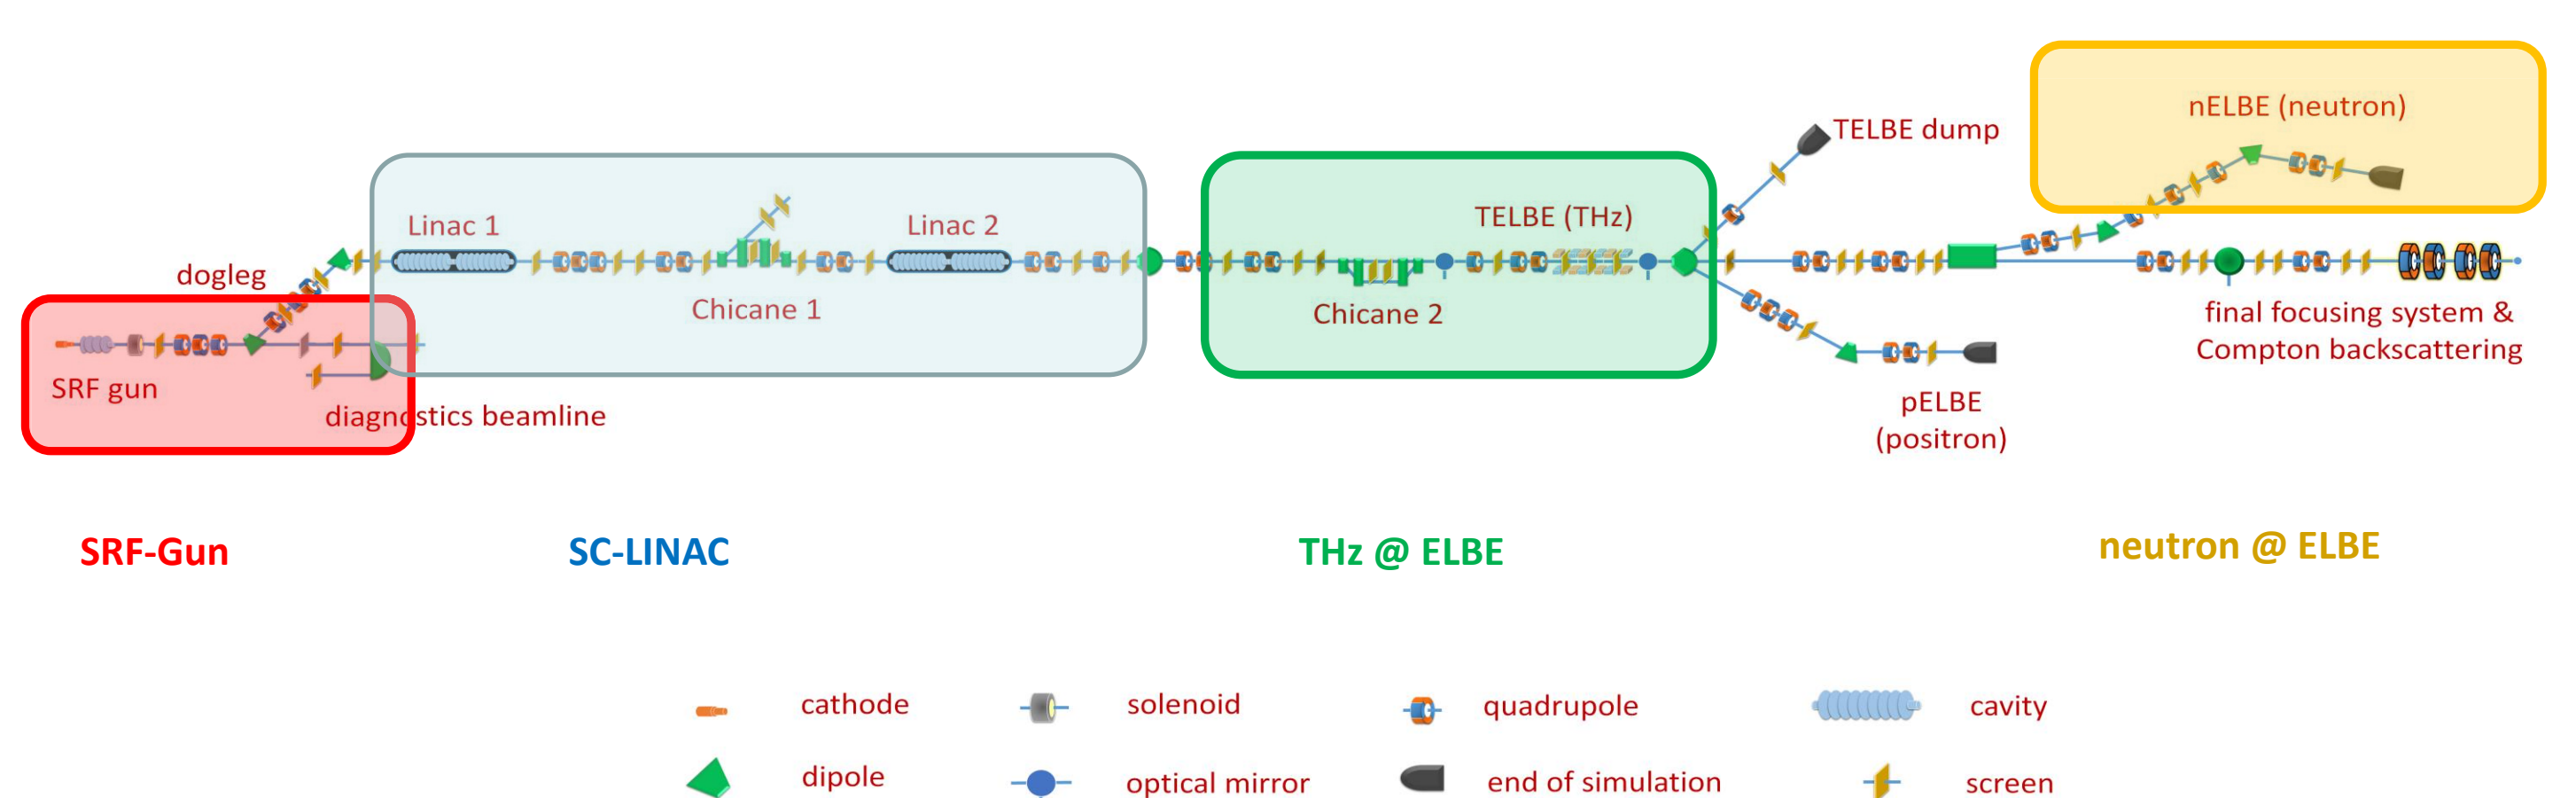 nELBE (neutron)
TELBE dump
Linac 1
Linac 2
TELBE (THz)
dogleg
Chicane 1
Chicane 2
final focusing system &
Compton backscattering
SRF gun
diagnostics beamline
pELBE
(positron)
SRF-Gun
SC-LINAC
THz @ ELBE
neutron @ ELBE
cathode
solenoid
quadrupole
cavity
dipole
optical mirror
end of simulation
screen